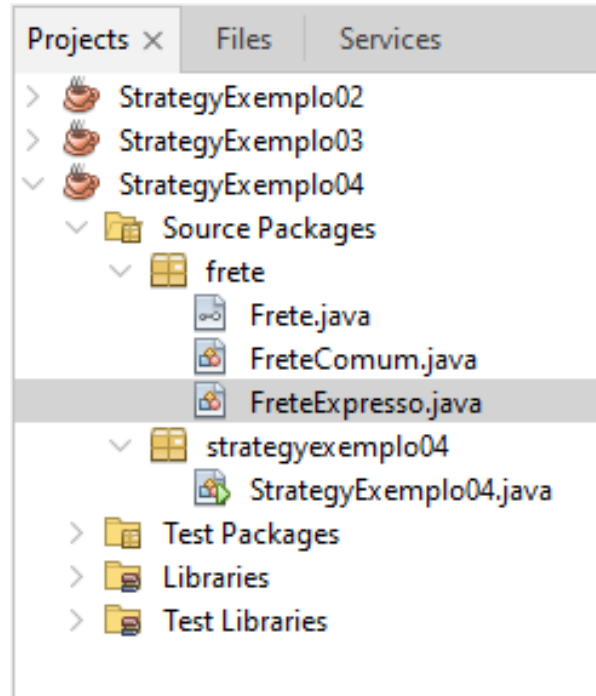 Projects × Files Services
StrategyExemplo02
StrategyExemplo03
StrategyExemplo04
Source Packages
frete
Frete.java
FreteComum.java
FreteExpresso.java
strategyexemplo04
StrategyExemplo04.java
Test Packages
Libraries
Test Libraries